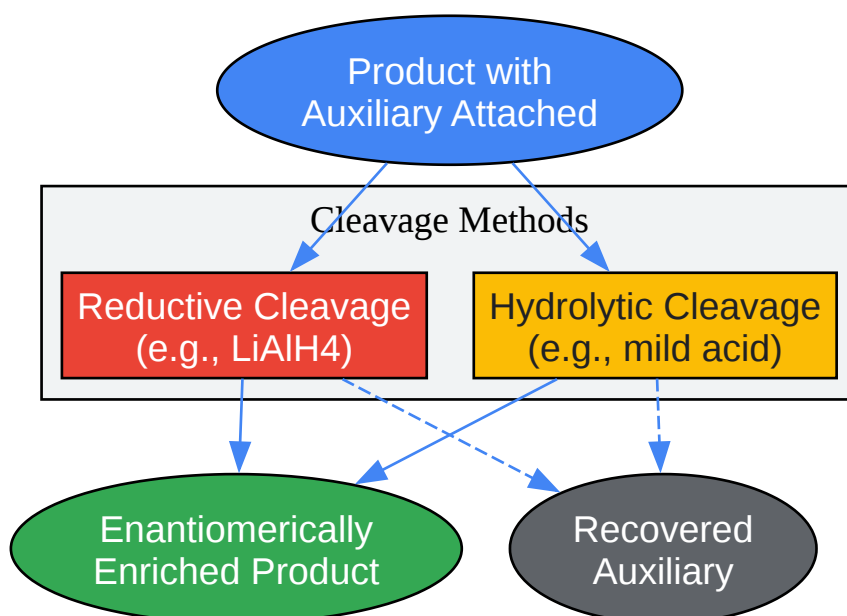 Product with
Auxiliary Attached
Cleavage Methods
Reductive Cleavage
(e.g., LiAlH4)
Hydrolytic Cleavage
(e.g., mild acid)
Enantiomerically
Enriched Product
Recovered
Auxiliary